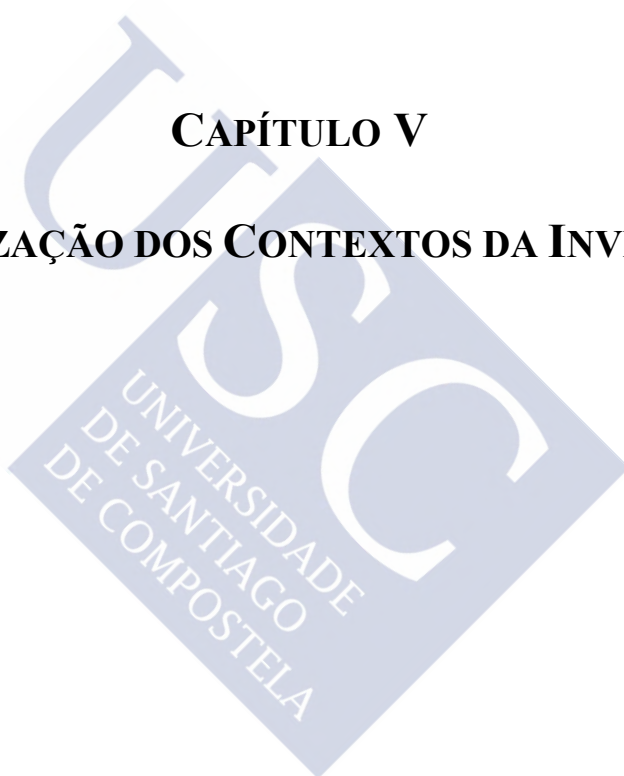 CAPÍTULO V
ZAÇÃO DOS CONTEXTOS DA INV
USC
UNIVERSIDADE
DE SANTIAGO
DE COMPOSTELA